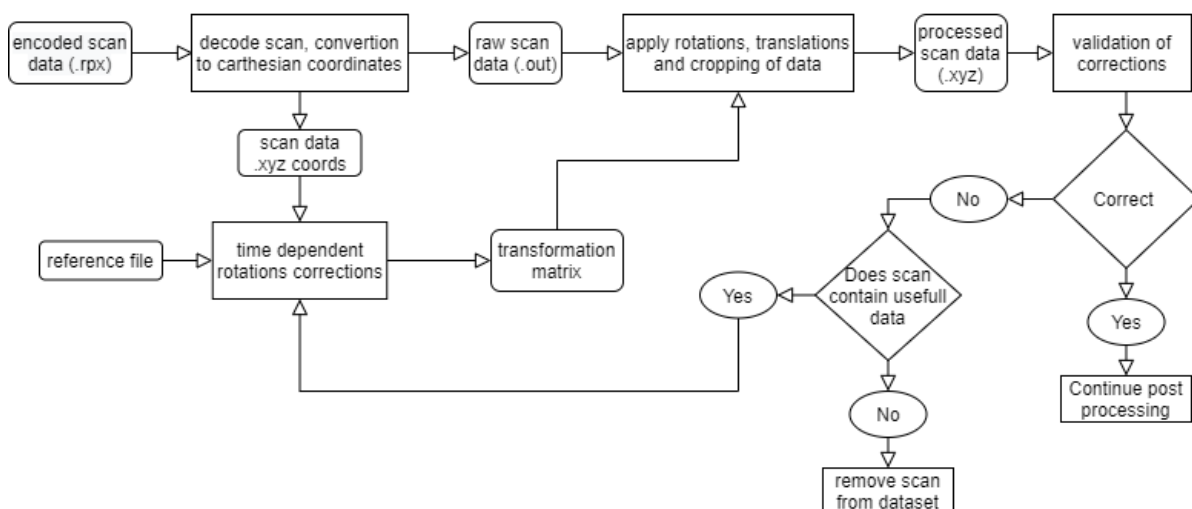 encoded scan
data (.rpx)
decode scan, convertion
to carthesian coordinates
raw scan
data (.out)
apply rotations, translations
and cropping of data
processed
scan data
(.xyz)
validation of
corrections
scan data
.xyz coords
No
Correct
reference file
time dependent
rotations corrections
transformation
matrix
Yes
Does scan
contain usefull
data
Yes
Continue post
processing
No
remove scan
from dataset